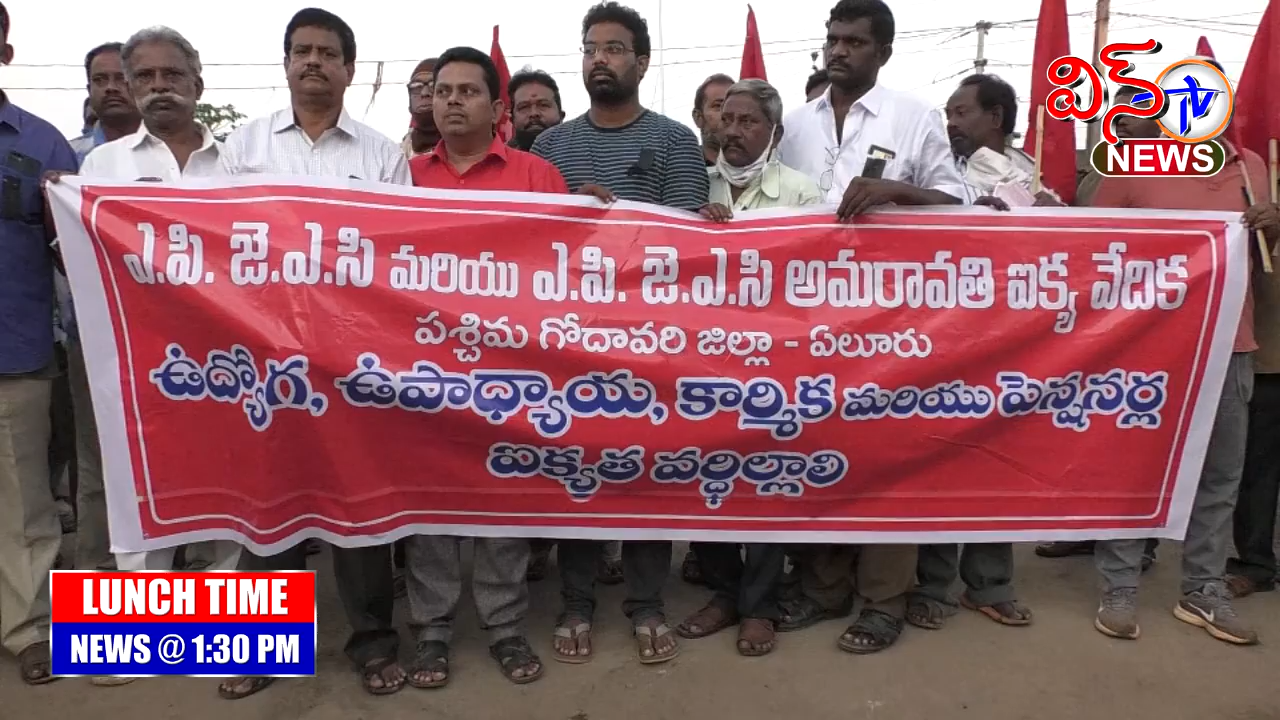 విన్ TV
NEWS
ఎ.పి. జె.ఎ.సి మరియు ఎ.పి. జె.ఎ.సి అమరావతి ఐక్య వేదిక
పశ్చిమ గోదావరి జిల్లా - ఏలూరు
ఉద్యోగ, ఉపాధ్యాయ, కార్మిక మరియు పెన్షనర్ల
ఐక్యత వర్ధిల్లాలి
LUNCH TIME
NEWS @ 1:30 PM